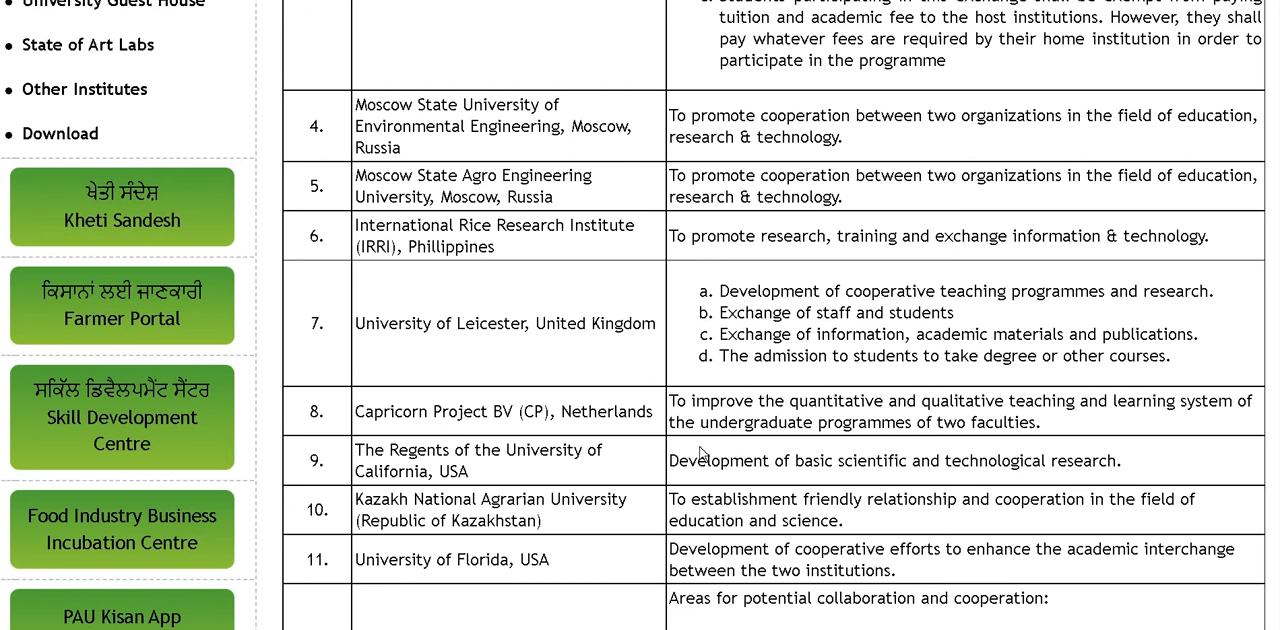 University Guest House
State of Art Labs
Other Institutes
Download
ਖੇਤੀ ਸੰਦੇਸ਼
Kheti Sandesh
ਕਿਸਾਨਾਂ ਲਈ ਜਾਣਕਾਰੀ
Farmer Portal
ਸਕਿੱਲ ਡਿਵੈਲਪਮੈਂਟ ਸੈਂਟਰ
Skill Development
Centre
Food Industry Business
Incubation Centre
PAU Kisan App
Students participating in this exchange shall be exempt from paying
tuition and academic fee to the host institutions. However, they shall
pay whatever fees are required by their home institution in order to
participate in the programme
4.
Moscow State University of
Environmental Engineering, Moscow,
Russia
To promote cooperation between two organizations in the field of education,
research & technology.
5.
Moscow State Agro Engineering
University, Moscow, Russia
To promote cooperation between two organizations in the field of education,
research & technology.
6.
International Rice Research Institute
(IRRI), Phillippines
To promote research, training and exchange information & technology.
7.
University of Leicester, United Kingdom
a. Development of cooperative teaching programmes and research.
b. Exchange of staff and students
c. Exchange of information, academic materials and publications.
d. The admission to students to take degree or other courses.
8.
Capricorn Project BV (CP), Netherlands
To improve the quantitative and qualitative teaching and learning system of
the undergraduate programmes of two faculties.
9.
The Regents of the University of
California, USA
Development of basic scientific and technological research.
10.
Kazakh National Agrarian University
(Republic of Kazakhstan)
To establishment friendly relationship and cooperation in the field of
education and science.
11.
University of Florida, USA
Development of cooperative efforts to enhance the academic interchange
between the two institutions.
Areas for potential collaboration and cooperation: